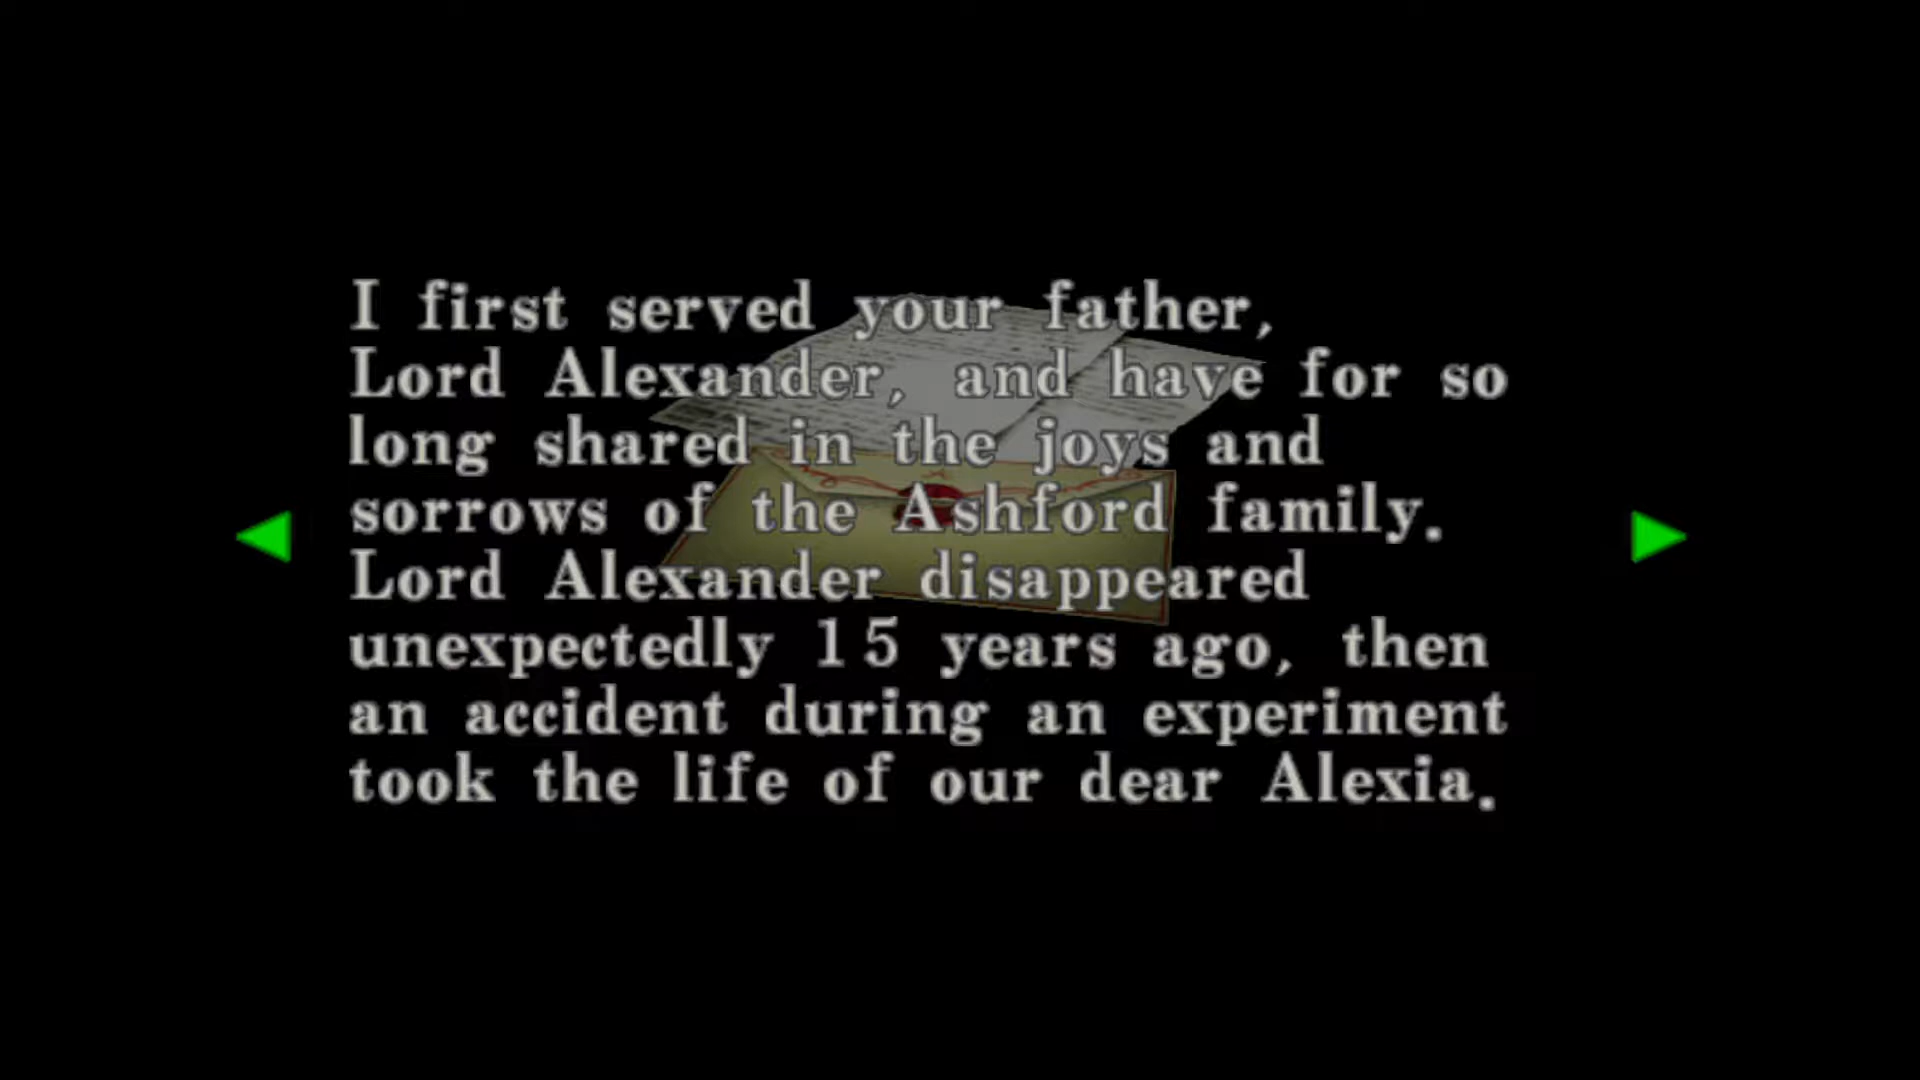 I first served your father,
Lord Alexander, and have for so
long shared in the joys and
sorrows of the Ashford family.
Lord Alexander disappeared
unexpectedly 15 years ago, then
an accident during an experiment
took the life of our dear Alexia.